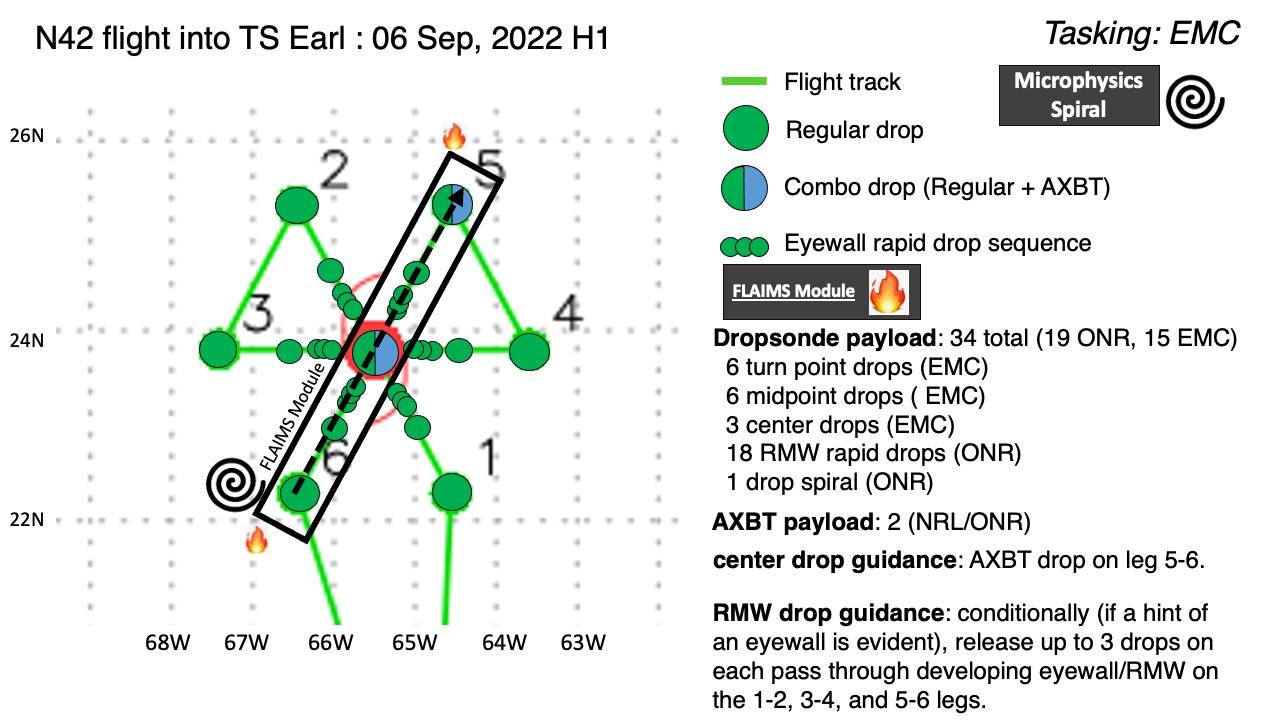 N42 flight into TS Earl : 06 Sep, 2022 H1
Tasking: EMC
Flight track
Microphysics
Spiral
Regular drop
Combo drop (Regular + AXBT)
Eyewall rapid drop sequence
FLAIMS Module
Dropsonde payload: 34 total (19 ONR, 15 EMC)
6 turn point drops (EMC)
6 midpoint drops ( EMC)
3 center drops (EMC)
18 RMW rapid drops (ONR)
1 drop spiral (ONR)
AXBT payload: 2 (NRL/ONR)
center drop guidance: AXBT drop on leg 5-6.
RMW drop guidance: conditionally (if a hint of
an eyewall is evident), release up to 3 drops on
each pass through developing eyewall/RMW on
the 1-2, 3-4, and 5-6 legs.
26N
2
5
3
4
24N
FLAIMS Module
6
1
22N
68W
67W
66W
65W
64W
63W